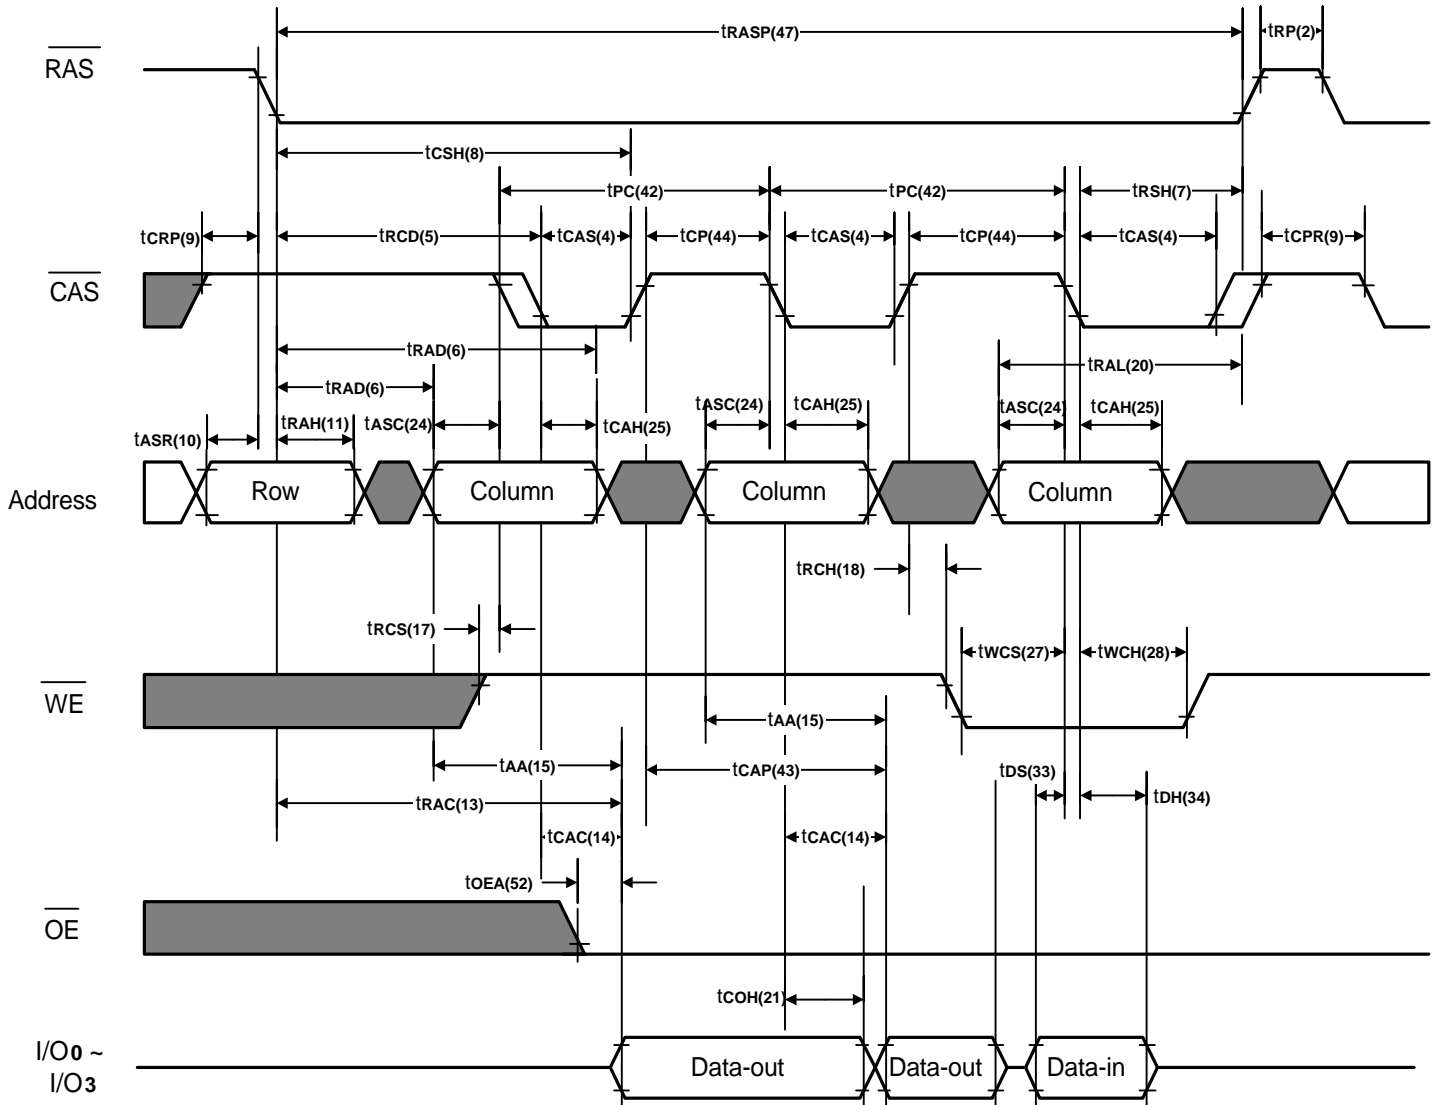 tRASP(47) tRP(2)
RAS
tCSH(8)
tPC(42) tPC(42) tRSH(7)
tCRP(9) tRCD(5) tCAS(4) tCP(44) tCAS(4) tCP(44) tCAS(4) tCPR(9)
CAS
tRAD(6)
tRAL(20)
tRAD(6)
tASR(10) tRAH(11) tASC(24) tCAH(25) tASC(24) tCAH(25) tASC(24) tCAH(25)
Address Row Column Column Column
tRCH(18)
tRCS(17)
tWCS(27) tWCH(28)
WE
tAA(15)
tAA(15) tCAP(43) tDS(33)
tRAC(13) tDH(34)
tCAC(14) tCAC(14)
tOEA(52)
OE
tCOH(21)
I/O0 ~
I/O3
Data-out Data-out Data-in